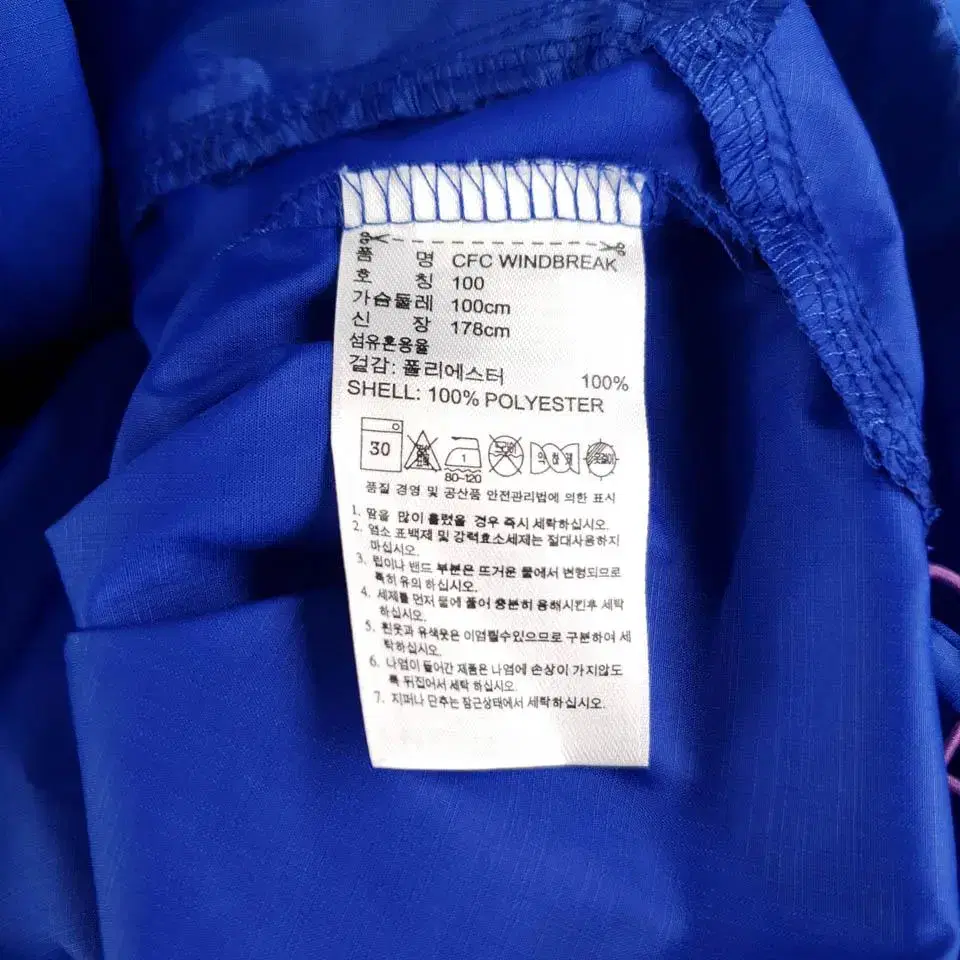 품 명 CFC WINDBREAK
호 칭 100
가슴둘레 100cm
신 장 178cm
섬유혼용율
겉감: 폴리에스터 100%
SHELL: 100% POLYESTER
30 1 드라이 약하게 옷걸이
80~120
품질 경영 및 공산품 안전관리법에 의한 표시
1. 땀을 많이 흘렸을 경우 즉시 세탁하십시오.
2. 염소 표백제 및 강력효소세제는 절대사용하지
마십시오.
3. 립이나 밴드 부분은 뜨거운 물에서 변형되므로
특히 유의 하십시오.
4. 세제를 먼저 물에 풀어 충분히 용해시킨후 세탁
하십시오.
5. 흰옷과 유색옷은 이염될수있으므로 구분하여 세
탁하십시오.
6. 나염이 들어간 제품은 나염에 손상이 가지않도
록 뒤집어서 세탁 하십시오.
7. 지퍼나 단추는 잠근상태에서 세탁하십시오.